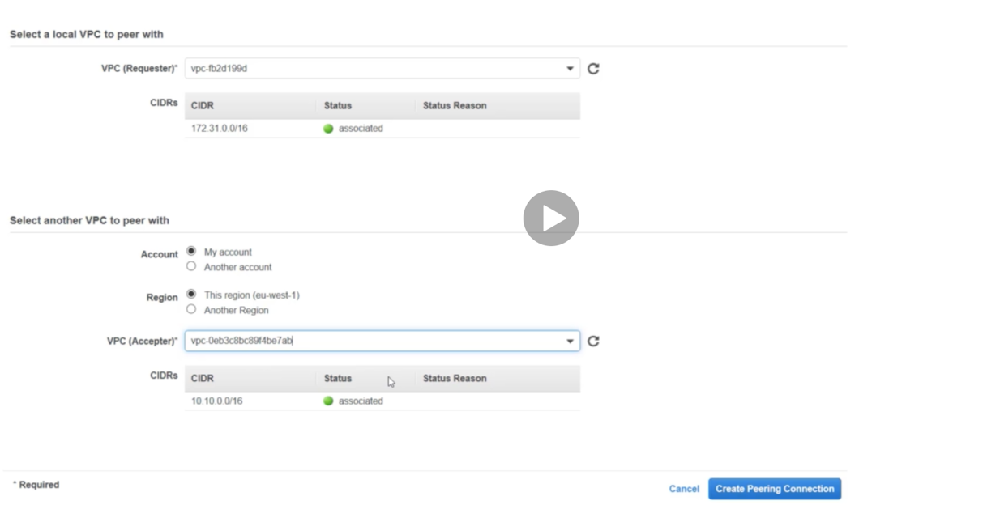 Select a local VPC to peer with
VPC (Requester)* vpc-fb2d199d
CIDRs CIDR Status Status Reason
172.31.0.0/16 associated
Select another VPC to peer with
Account My account
Another account
Region This region (eu-west-1)
Another Region
VPC (Accepter)* vpc-0eb3c8bc89f4be7ab
CIDRs CIDR Status Status Reason
10.10.0.0/16 associated
* Required Cancel Create Peering Connection